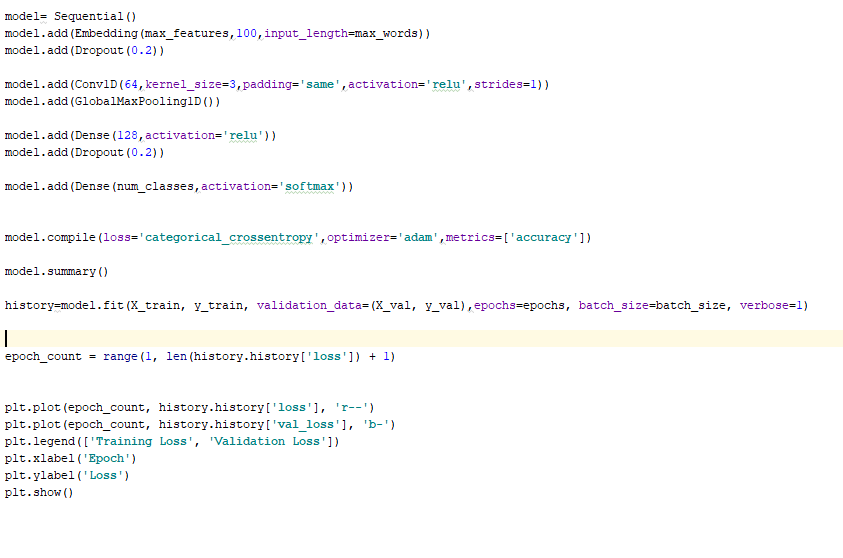 model= Sequential()
model.add(Embedding(max_features,100,input_length=max_words))
model.add(Dropout(0.2))
model.add(Conv1D(64,kernel_size=3,padding='same',activation='relu',strides=1))
model.add(GlobalMaxPooling1D())
model.add(Dense(128,activation='relu'))
model.add(Dropout(0.2))
model.add(Dense(num_classes,activation='softmax'))
model.compile(loss='categorical_crossentropy',optimizer='adam',metrics=['accuracy'])
model.summary()
history=model.fit(X_train, y_train, validation_data=(X_val, y_val),epochs=epochs, batch_size=batch_size, verbose=1)
epoch_count = range(1, len(history.history['loss']) + 1)
plt.plot(epoch_count, history.history['loss'], 'r--')
plt.plot(epoch_count, history.history['val_loss'], 'b-')
plt.legend(['Training Loss', 'Validation Loss'])
plt.xlabel('Epoch')
plt.ylabel('Loss')
plt.show()